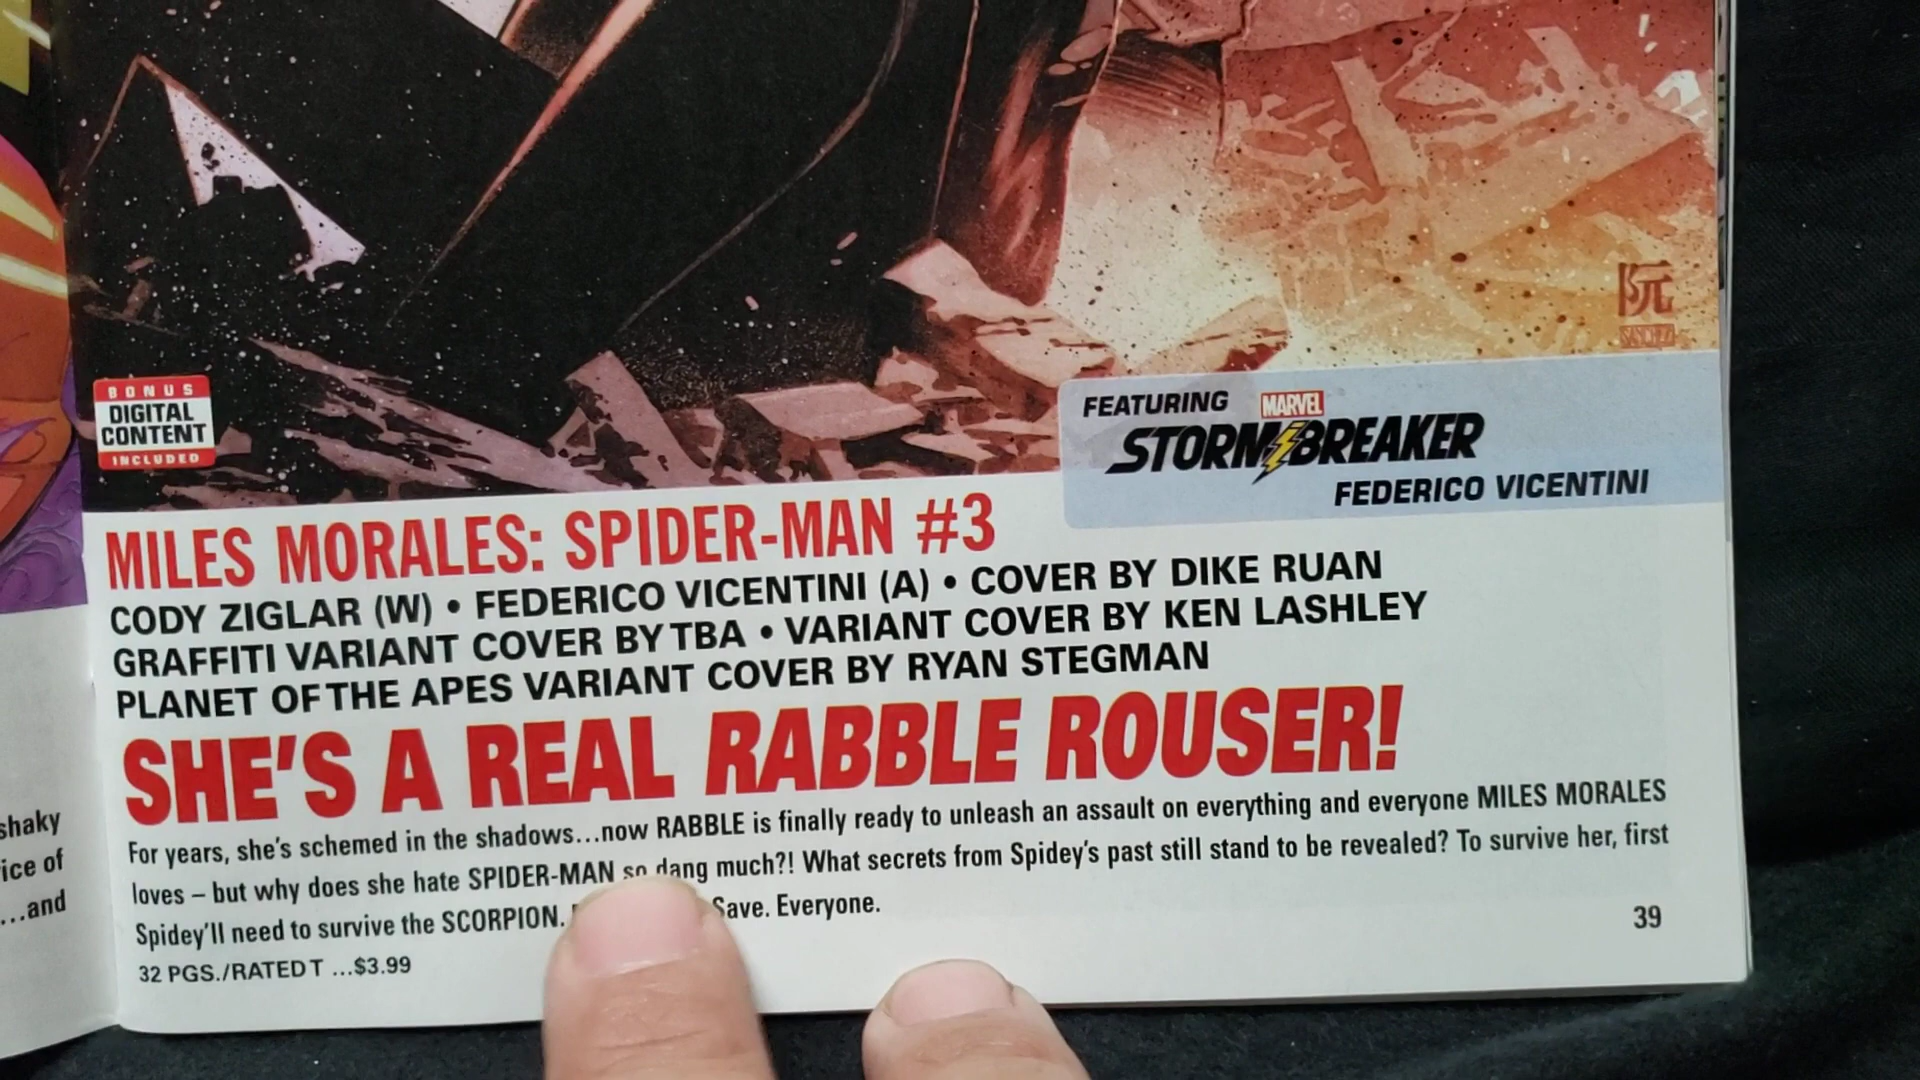 BONUS
DIGITAL
CONTENT
INCLUDED
FEATURING MARVEL
STORMBREAKER
FEDERICO VICENTINI
阮
SANCHEZ
MILES MORALES: SPIDER-MAN #3
CODY ZIGLAR (W) • FEDERICO VICENTINI (A) • COVER BY DIKE RUAN
GRAFFITI VARIANT COVER BY TBA • VARIANT COVER BY KEN LASHLEY
PLANET OF THE APES VARIANT COVER BY RYAN STEGMAN
SHE'S A REAL RABBLE ROUSER!
For years, she's schemed in the shadows...now RABBLE is finally ready to unleash an assault on everything and everyone MILES MORALES
loves – but why does she hate SPIDER-MAN so dang much?! What secrets from Spidey's past still stand to be revealed? To survive her, first
Spidey'll need to survive the SCORPION. Save. Everyone.
32 PGS./RATED T ...$3.99
39
shaky
ice of
...and